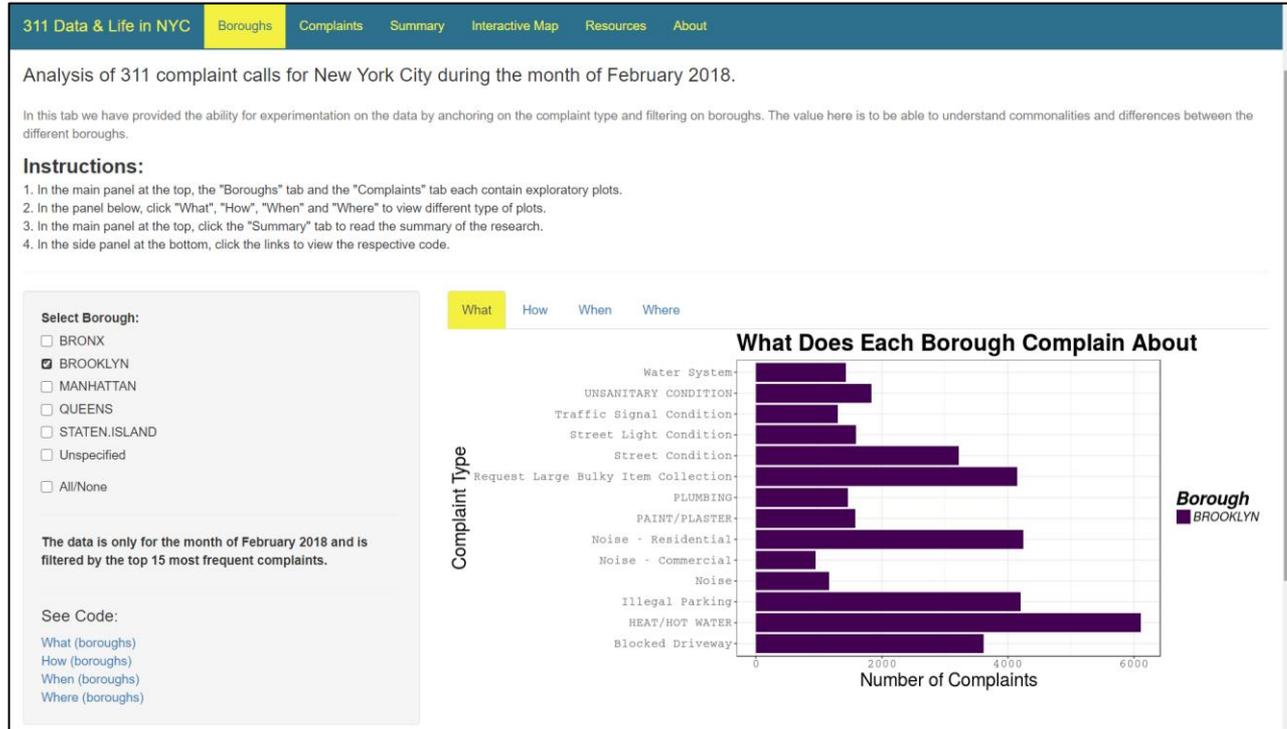 311 Data & Life in NYC Boroughs Complaints Summary Interactive Map Resources About
Analysis of 311 complaint calls for New York City during the month of February 2018.
In this tab we have provided the ability for experimentation on the data by anchoring on the complaint type and filtering on boroughs. The value here is to be able to understand commonalities and differences between the
different boroughs.
Instructions:
1. In the main panel at the top, the "Boroughs" tab and the "Complaints" tab each contain exploratory plots.
2. In the panel below, click "What", "How", "When" and "Where" to view different type of plots.
3. In the main panel at the top, click the "Summary" tab to read the summary of the research.
4. In the side panel at the bottom, click the links to view the respective code.
Select Borough:
BRONX
BROOKLYN
MANHATTAN
QUEENS
STATEN.ISLAND
Unspecified
All/None
The data is only for the month of February 2018 and is
filtered by the top 15 most frequent complaints.
See Code:
What (boroughs)
How (boroughs)
When (boroughs)
Where (boroughs)
What How When Where
What Does Each Borough Complain About
Complaint Type
Water System
UNSANITARY CONDITION
Traffic Signal Condition
Street Light Condition
Street Condition
Request Large Bulky Item Collection
PLUMBING
PAINT/PLASTER
Noise - Residential
Noise - Commercial
Noise
Illegal Parking
HEAT/HOT WATER
Blocked Driveway
0 2000 4000 6000
Number of Complaints
Borough
BROOKLYN